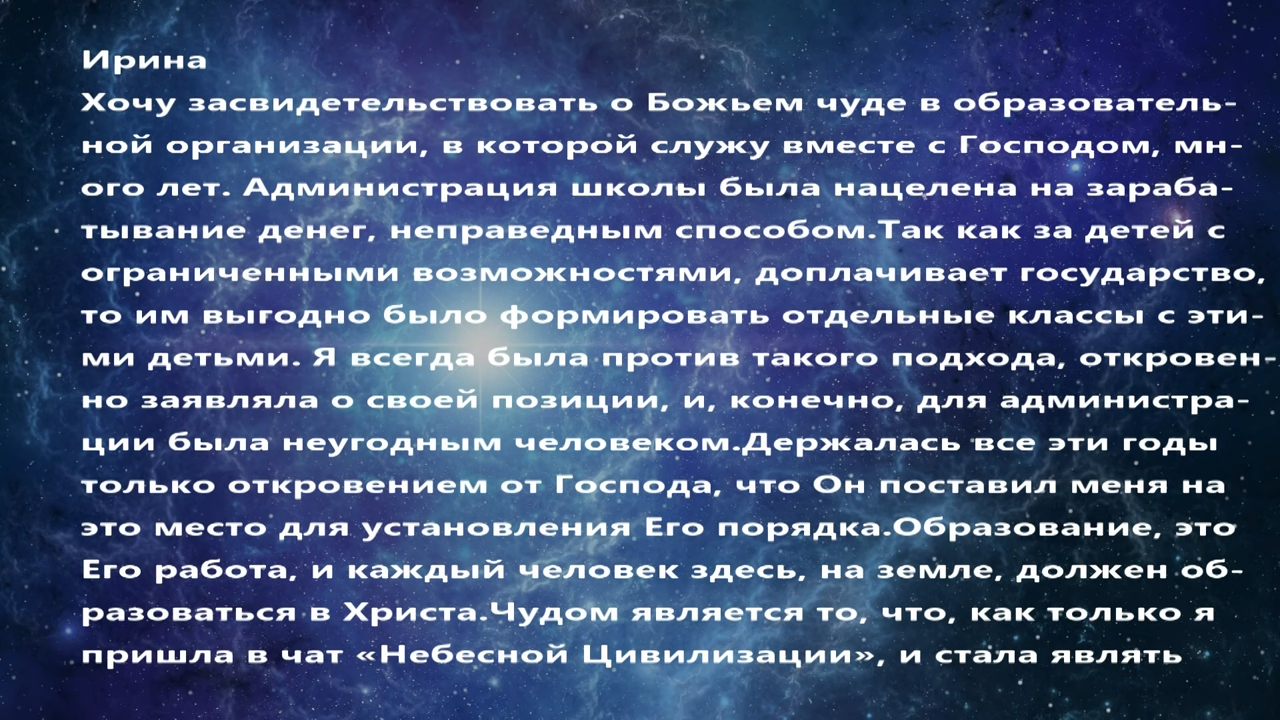 Ирина
Хочу засвидетельствовать о Божьем чуде в образователь-
ной организации, в которой служу вместе с Господом, мн-
ого лет. Администрация школы была нацелена на зараба-
тывание денег, неправедным способом.Так как за детей с
ограниченными возможностями, доплачивает государство,
то им выгодно было формировать отдельные классы с эти-
ми детьми. Я всегда была против такого подхода, откровен-
но заявляла о своей позиции, и, конечно, для администра-
ции была неугодным человеком.Держалась все эти годы
только откровением от Господа, что Он поставил меня на
это место для установления Его порядка.Образование, это
Его работа, и каждый человек здесь, на земле, должен об-
разоваться в Христа.Чудом является то, что, как только я
пришла в чат «Небесной Цивилизации», и стала являть